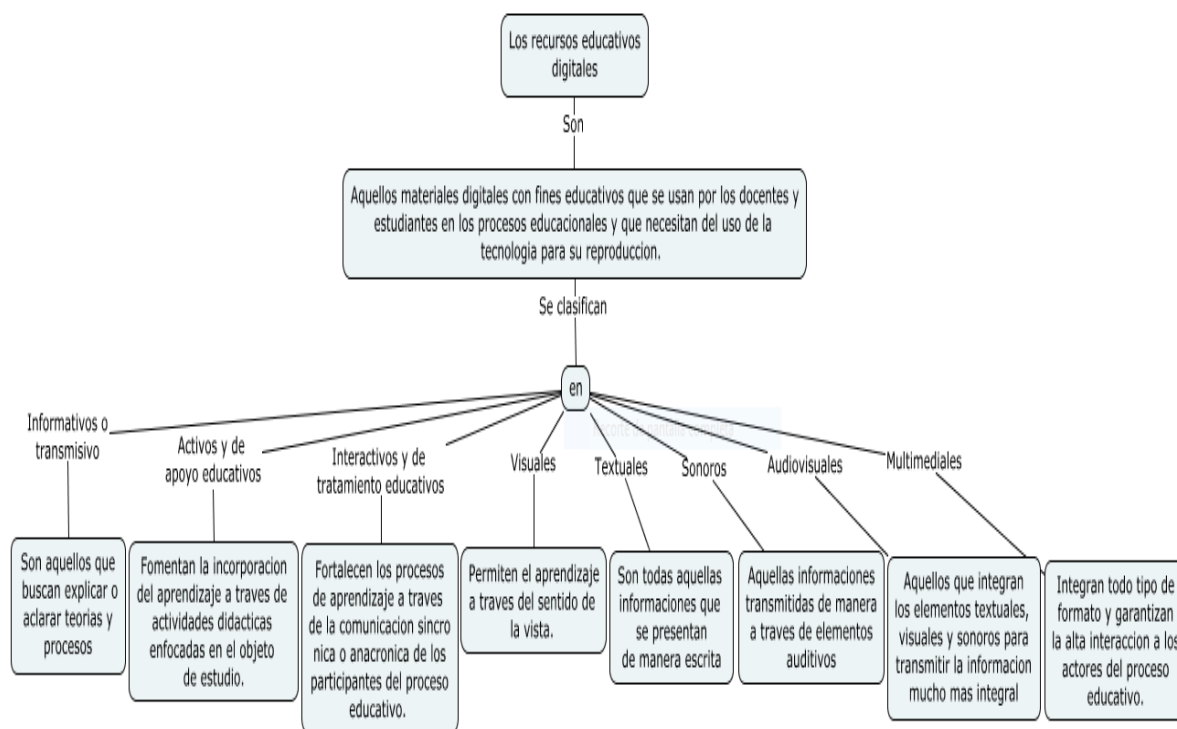 Los recursos educativos
digitales
Son
Aquellos materiales digitales con fines educativos que se usan por los docentes y
estudiantes en los procesos educacionales y que necesitan del uso de la
tecnologia para su reproduccion.
Se clasifican
en
Informativos o
transmisivo
Activos y de
apoyo educativos
Interactivos y de
tratamiento educativos
Visuales
Textuales
Sonoros
Audiovisuales
Multimediales
Son aquellos que
buscan explicar o
aclarar teorias y
procesos
Fomentan la incorporacion
del aprendizaje a traves de
actividades didacticas
enfocadas en el objeto
de estudio.
Fortalecen los procesos
de aprendizaje a traves
de la comunicacion sincro
nica o anacronica de los
participantes del proceso
educativo.
Permiten el aprendizaje
a traves del sentido de
la vista.
Son todas aquellas
informaciones que
se presentan
de manera escrita
Aquellas informaciones
transmitidas de manera
a traves de elementos
auditivos
Aquellos que integran
los elementos textuales,
visuales y sonoros para
transmitir la informacion
mucho mas integral
Integran todo tipo de
formato y garantizan
la alta interaccion a los
actores del proceso
educativo.